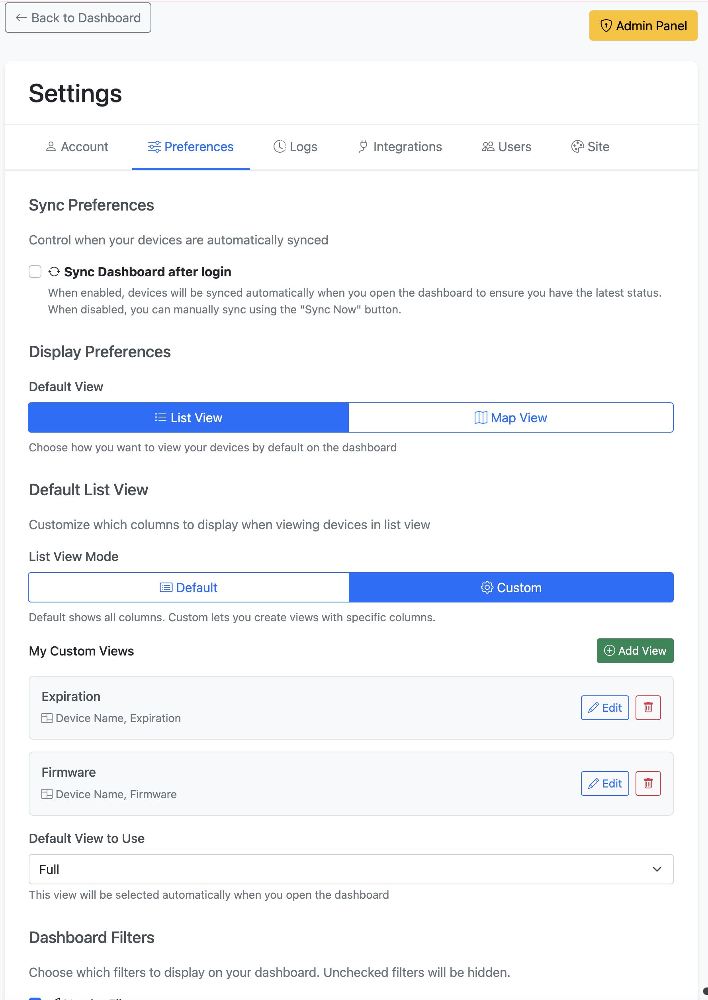 Back to Dashboard
Admin Panel
Settings
Account
Preferences
Logs
Integrations
Users
Site
Sync Preferences
Control when your devices are automatically synced
Sync Dashboard after login
When enabled, devices will be synced automatically when you open the dashboard to ensure you have the latest status.
When disabled, you can manually sync using the "Sync Now" button.
Display Preferences
Default View
List View
Map View
Choose how you want to view your devices by default on the dashboard
Default List View
Customize which columns to display when viewing devices in list view
List View Mode
Default
Custom
Default shows all columns. Custom lets you create views with specific columns.
My Custom Views
Add View
Expiration
Device Name, Expiration
Edit
Firmware
Device Name, Firmware
Edit
Default View to Use
Full
This view will be selected automatically when you open the dashboard
Dashboard Filters
Choose which filters to display on your dashboard. Unchecked filters will be hidden.